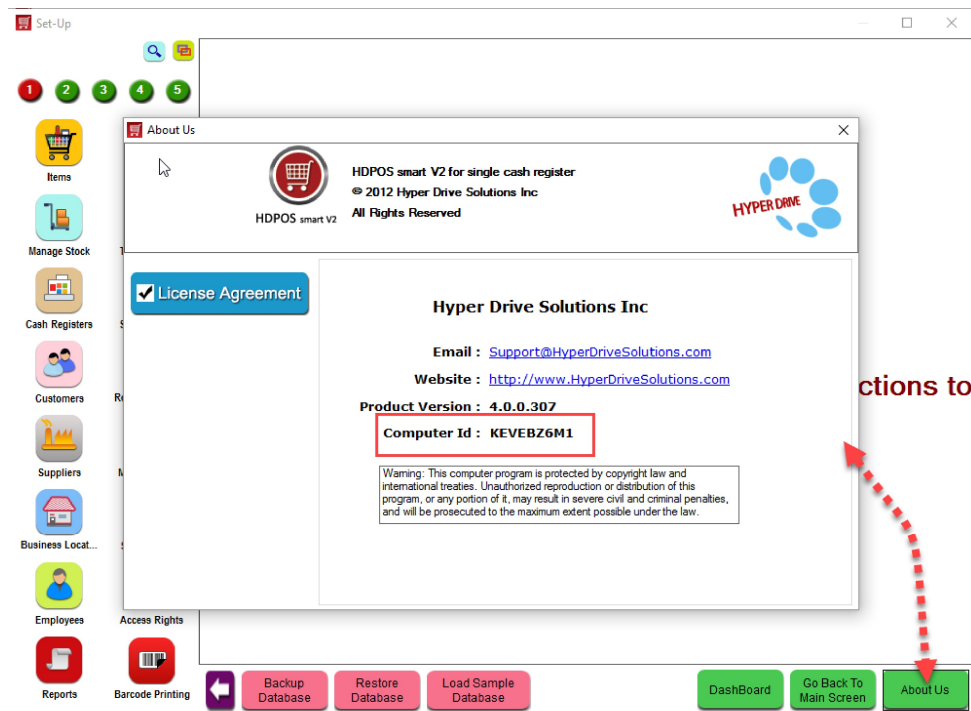 Set-Up
1 2 3 4 5
Items
Manage Stock
Cash Registers
Customers
Suppliers
Business Locat...
Employees
Access Rights
Reports
Barcode Printing
About Us
HDPOS smart V2
HDPOS smart V2 for single cash register
© 2012 Hyper Drive Solutions Inc
All Rights Reserved
HYPER DRIVE
License Agreement
Hyper Drive Solutions Inc
Email : Support@HyperDriveSolutions.com
Website : http://www.HyperDriveSolutions.com
Product Version : 4.0.0.307
Computer Id : KEVEBZ6M1
Warning: This computer program is protected by copyright law and
international treaties. Unauthorized reproduction or distribution of this
program, or any portion of it, may result in severe civil and criminal penalties,
and will be prosecuted to the maximum extent possible under the law.
ctions to
Backup
Database
Restore
Database
Load Sample
Database
DashBoard
Go Back To
Main Screen
About Us